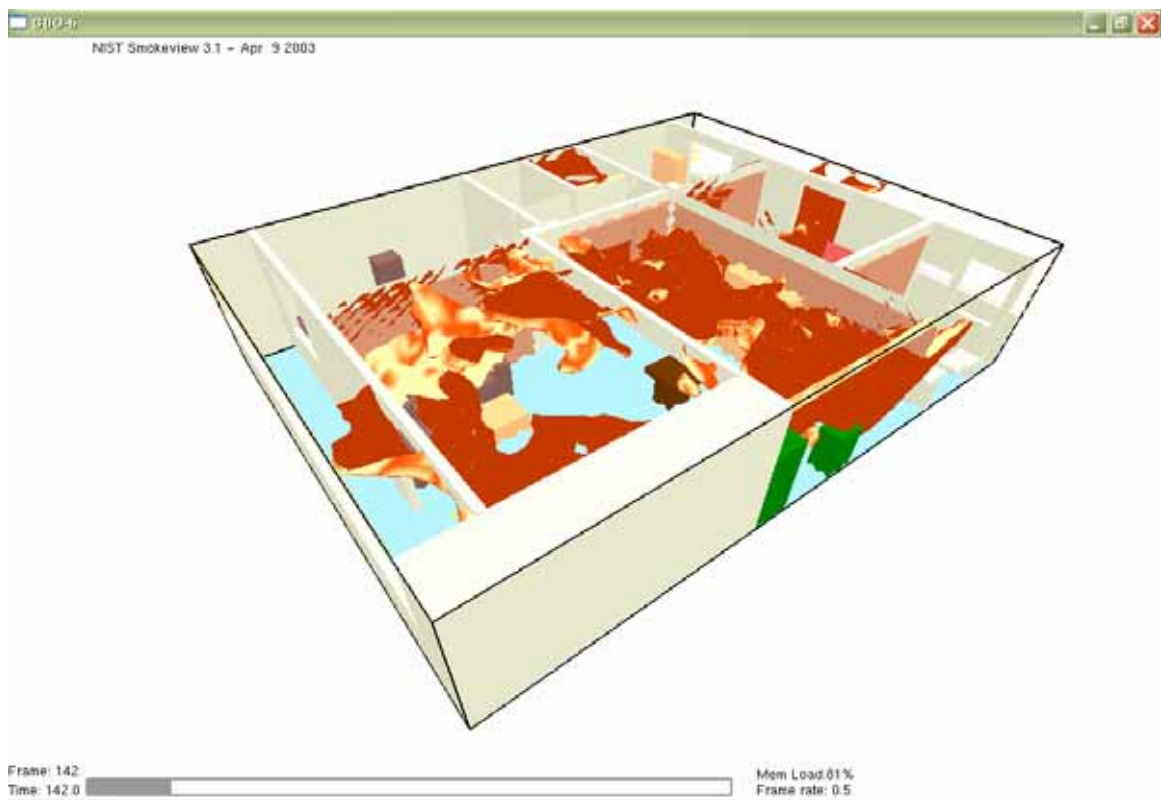 NIST Smokeview 3.1 - Apr 9 2003
Frame: 142
Time: 142.0
Mem Load:81%
Frame rate: 0.5